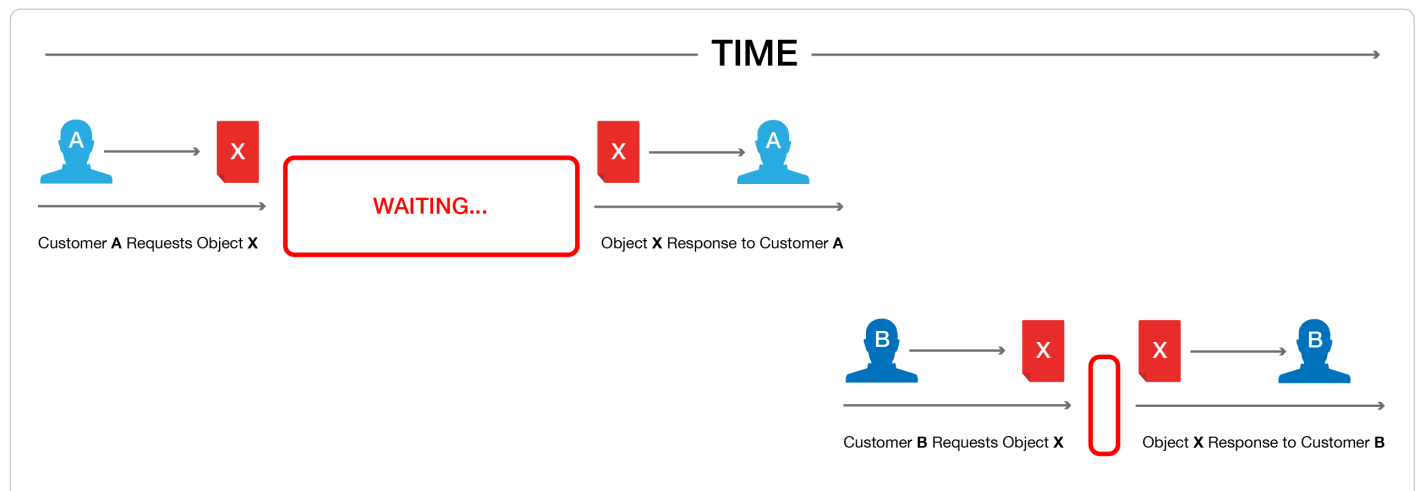 TIME
A
X
WAITING...
X
A
Customer A Requests Object X
Object X Response to Customer A
B
X
X
B
Customer B Requests Object X
Object X Response to Customer B